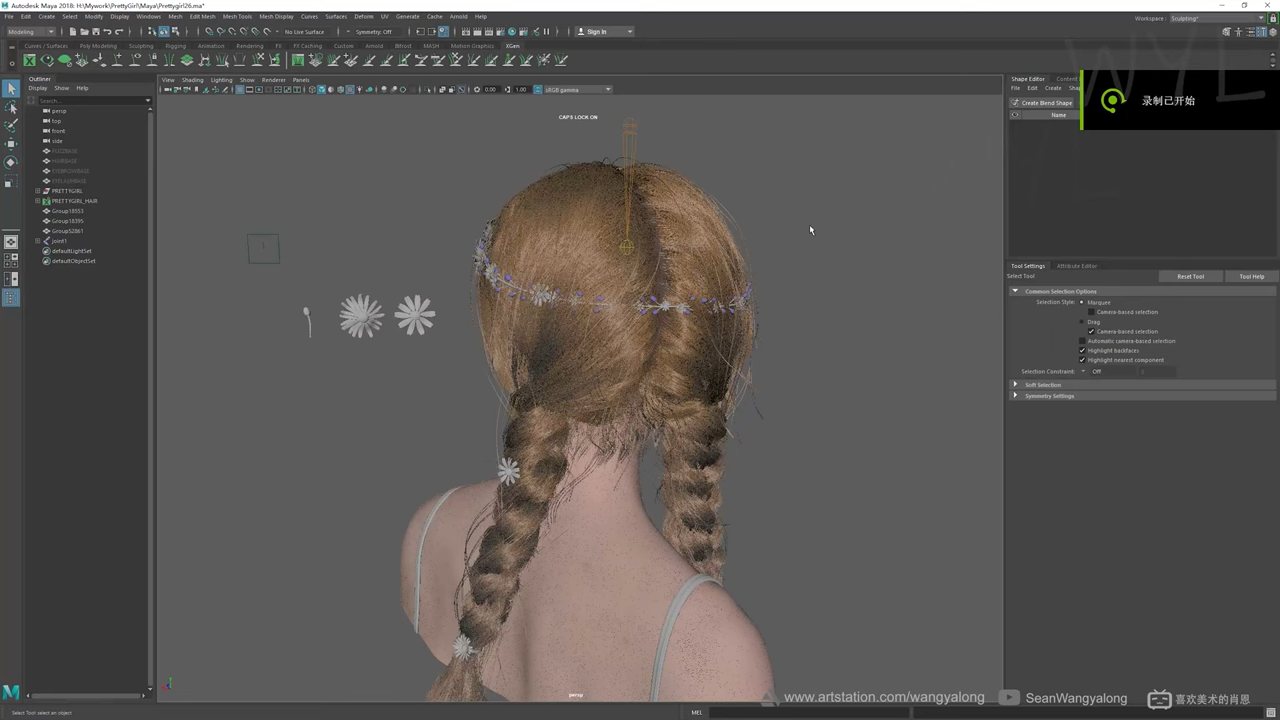 Autodesk Maya 2018: H:\Mywork\PrettyGirl\Maya\Prettygirl26.ma*
File Edit Create Select Modify Display Windows Mesh Edit Mesh Mesh Tools Mesh Display Curves Surfaces Deform UV Generate Cache Arnold Help
Workspace: Sculpting*
Modeling No Live Surface Symmetry: Off Sign In
Curves / Surfaces Poly Modeling Sculpting Rigging Animation Rendering FX FX Caching Custom Arnold Bifrost MASH Motion Graphics XGen
Outliner
Display Show Help
Search...
persp
top
front
side
FUZZBASE
HAIRBASE
EYEBROWBASE
EYELASHBASE
PRETTYGIRL
PRETTYGIRL_HAIR
Group18553
Group18396
Group52861
joint1
defaultLightSet
defaultObjectSet
View Shading Lighting Show Renderer Panels
0.00 1.00 sRGB gamma
CAPS LOCK ON
persp
Shape Editor
File Edit Create
Create Blend Shape
Name
录制已开始
WYL
Tool Settings Attribute Editor
Select Tool Reset Tool Tool Help
Common Selection Options
Selection Style: Marquee
Camera-based selection
Drag
Camera-based selection
Automatic camera-based selection
Highlight backfaces
Highlight nearest component
Selection Constraint: Off
Soft Selection
Symmetry Settings
www.artstation.com/wangyalong SeanWangyalong 喜欢美术的肖恩
Select Tool: select an object
MEL